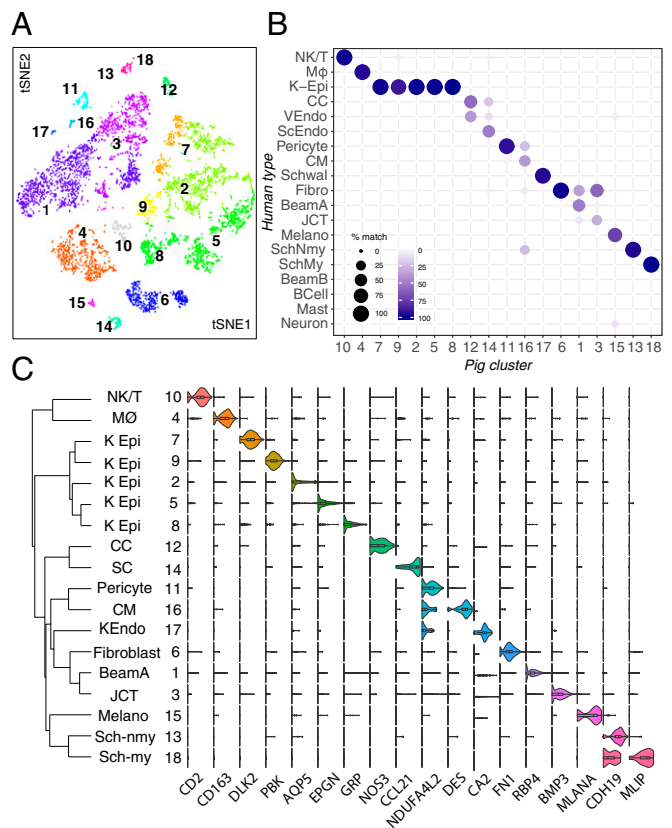 A
tSNE2
18
13
11
12
16
17
3
7
1
2
9
4
10
8
5
6
15
14
tSNE1
B
Human type
NK/T
Mφ
K-Epi
CC
VEndo
ScEndo
Pericyte
CM
Schwal
Fibro
BeamA
JCT
Melano
SchNmy
SchMy
BeamB
BCell
Mast
Neuron
% match
0
25
50
75
100
0
25
50
75
100
10 4 7 9 2 5 8 12 14 11 16 17 6 1 3 15 13 18
Pig cluster
C
NK/T 10
MØ 4
K Epi 7
K Epi 9
K Epi 2
K Epi 5
K Epi 8
CC 12
SC 14
Pericyte 11
CM 16
KEndo 17
Fibroblast 6
BeamA 1
JCT 3
Melano 15
Sch-nmy 13
Sch-my 18
CD2 CD163 DLK2 PBK AQP5 EPGN GRP NOS3 CCL21 NDUFA4L2 DES CA2 FN1 RBP4 BMP3 MLANA CDH19 MLIP